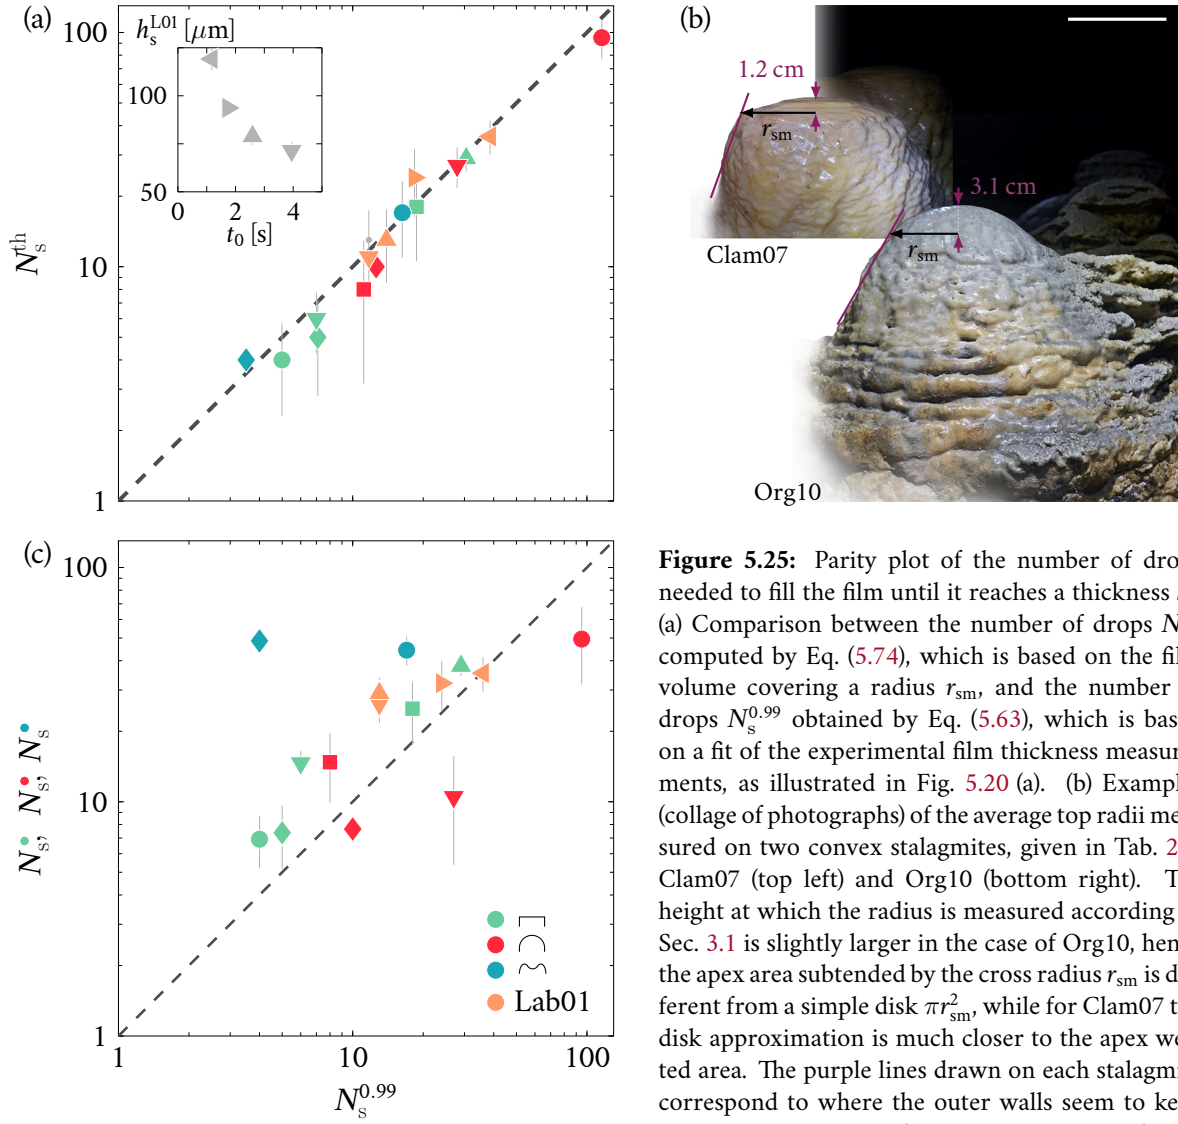 (a)
h_s^L01 [μm]
100
50
0
2
4
t_0 [s]
100
10
1
N_s^th
(b)
1.2 cm
r_sm
Clam07
3.1 cm
r_sm
Org10
(c)
100
10
1
N_s, N_s, N_s
Lab01
1
10
100
N_s^0.99
Figure 5.25: Parity plot of the number of dro
needed to fill the film until it reaches a thickness
(a) Comparison between the number of drops N
computed by Eq. (5.74), which is based on the fil
volume covering a radius r_sm, and the number
drops N_s^0.99 obtained by Eq. (5.63), which is bas
on a fit of the experimental film thickness measur
ments, as illustrated in Fig. 5.20 (a). (b) Exampl
(collage of photographs) of the average top radii me
sured on two convex stalagmites, given in Tab. 2
Clam07 (top left) and Org10 (bottom right). T
height at which the radius is measured according
Sec. 3.1 is slightly larger in the case of Org10, hen
the apex area subtended by the cross radius r_sm is d
ferent from a simple disk πr_sm^2, while for Clam07 t
disk approximation is much closer to the apex we
ted area. The purple lines drawn on each stalagmi
correspond to where the outer walls seem to ke